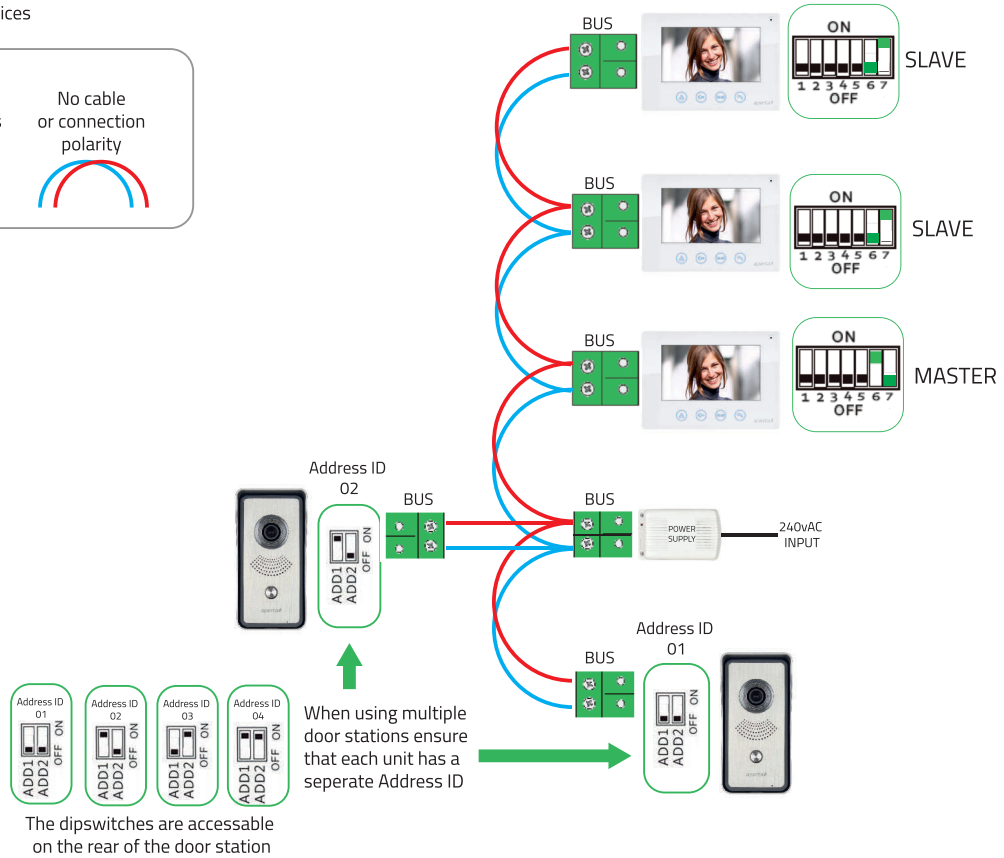 ices
No cable
s or connection
polarity
BUS
ON
1 2 3 4 5 6 7
OFF
SLAVE
BUS
ON
1 2 3 4 5 6 7
OFF
SLAVE
BUS
ON
1 2 3 4 5 6 7
OFF
MASTER
Address ID
02
ADD1
ADD2
OFF ON
BUS
BUS
POWER
SUPPLY
240vAC
INPUT
Address ID
01
BUS
ADD1
ADD2
OFF ON
Address ID
01
ADD1
ADD2
OFF ON
Address ID
02
ADD1
ADD2
OFF ON
Address ID
03
ADD1
ADD2
OFF ON
Address ID
04
ADD1
ADD2
OFF ON
When using multiple
door stations ensure
that each unit has a
seperate Address ID
The dipswitches are accessable
on the rear of the door station